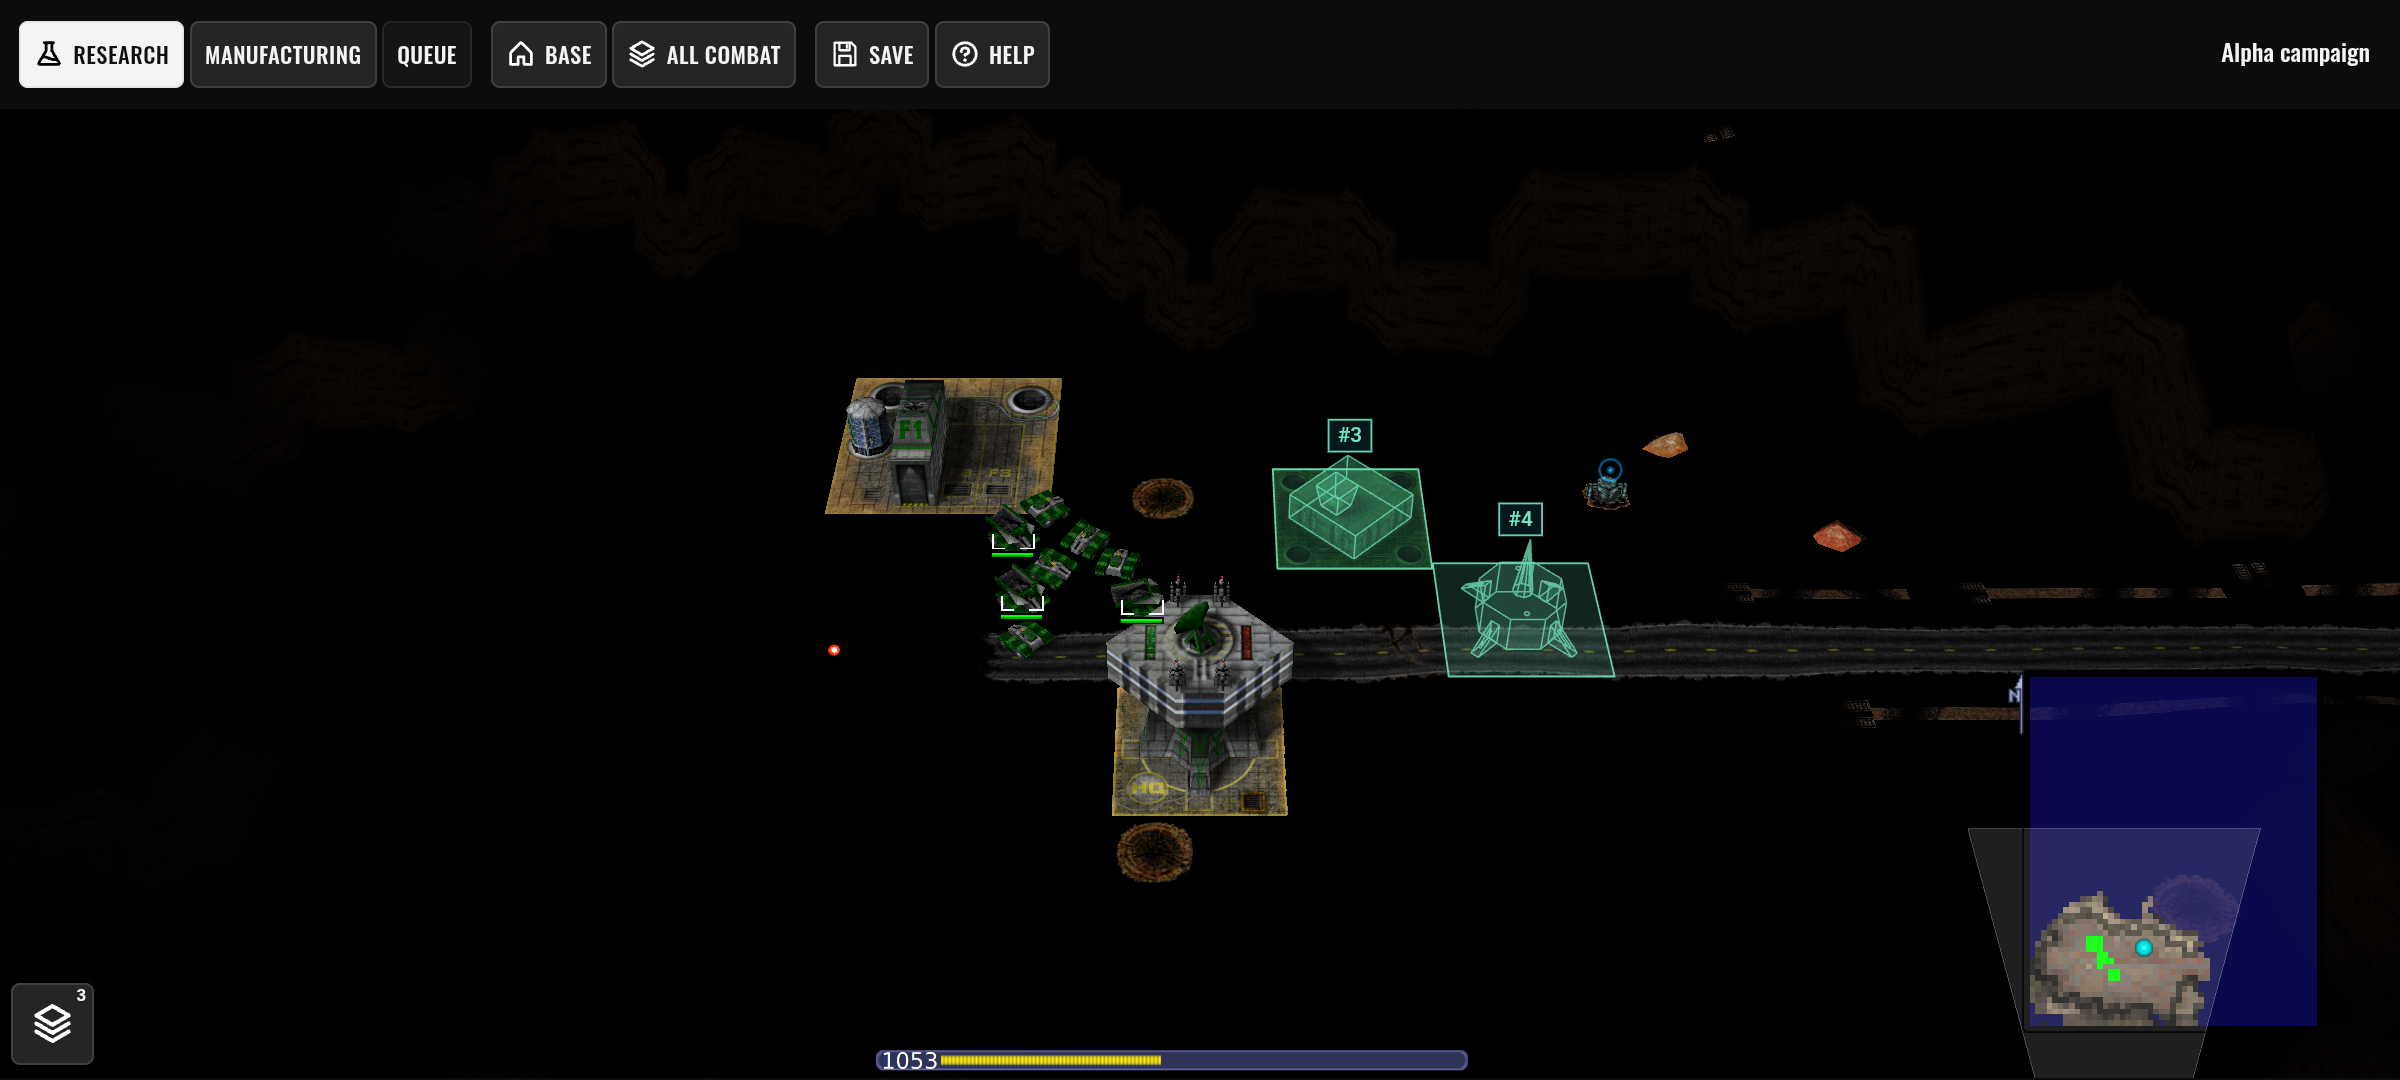 RESEARCH
MANUFACTURING
QUEUE
BASE
ALL COMBAT
SAVE
HELP
Alpha campaign
F1
#3
#4
N
HQ
3
1053